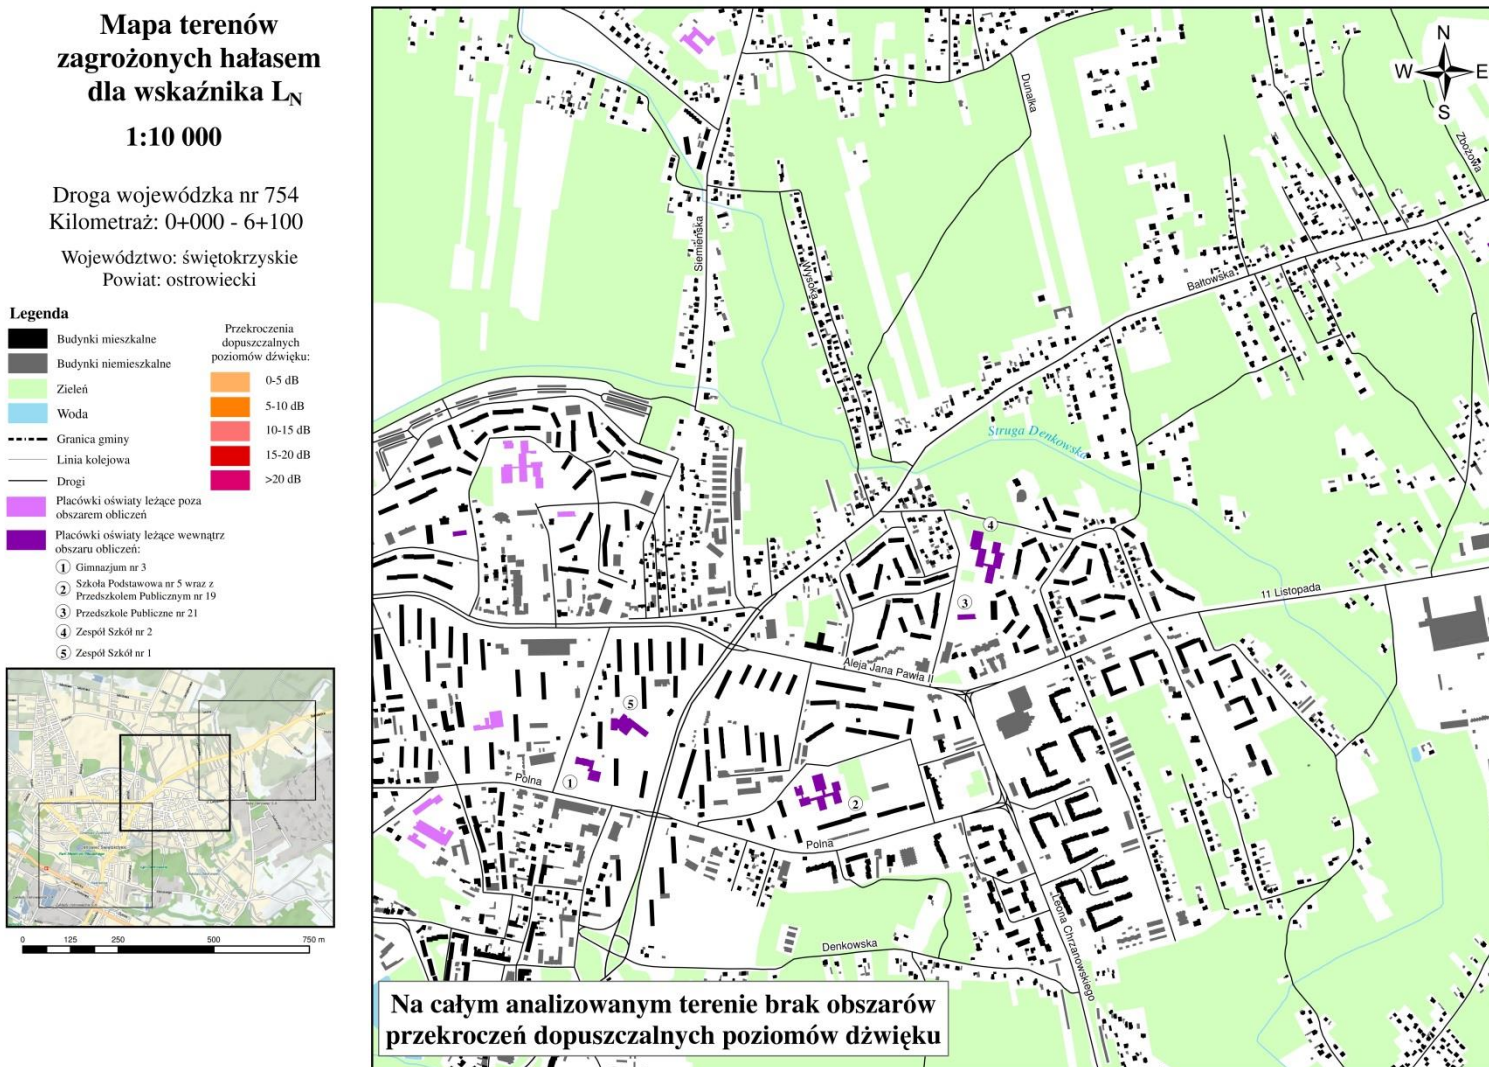 Mapa terenów
zagrożonych hałasem
dla wskaźnika L_N
1:10 000
Droga wojewódzka nr 754
Kilometraż: 0+000 - 6+100
Województwo: świętokrzyskie
Powiat: ostrowiecki
Legenda
Budynki mieszkalne
Budynki niemieszkalne
Zieleń
Woda
Granica gminy
Linia kolejowa
Drogi
Placówki oświaty leżące poza
obszarem obliczeń
Placówki oświaty leżące wewnątrz
obszaru obliczeń:
1 Gimnazjum nr 3
2 Szkoła Podstawowa nr 5 wraz z
Przedszkolem Publicznym nr 19
3 Przedszkole Publiczne nr 21
4 Zespół Szkół nr 2
5 Zespół Szkół nr 1
Przekroczenia
dopuszczalnych
poziomów dźwięku:
0-5 dB
5-10 dB
10-15 dB
15-20 dB
>20 dB
0 125 250 500 750 m
N
W E
S
Dunalka
Zbożowa
Siemieńska
Wysoka
Bałtowska
Struga Denkowska
4
11 Listopada
3
Aleja Jana Pawła II
5
Polna
1
2
Polna
Leona Chrzanowskiego
Denkowska
Na całym analizowanym terenie brak obszarów
przekroczeń dopuszczalnych poziomów dźwięku